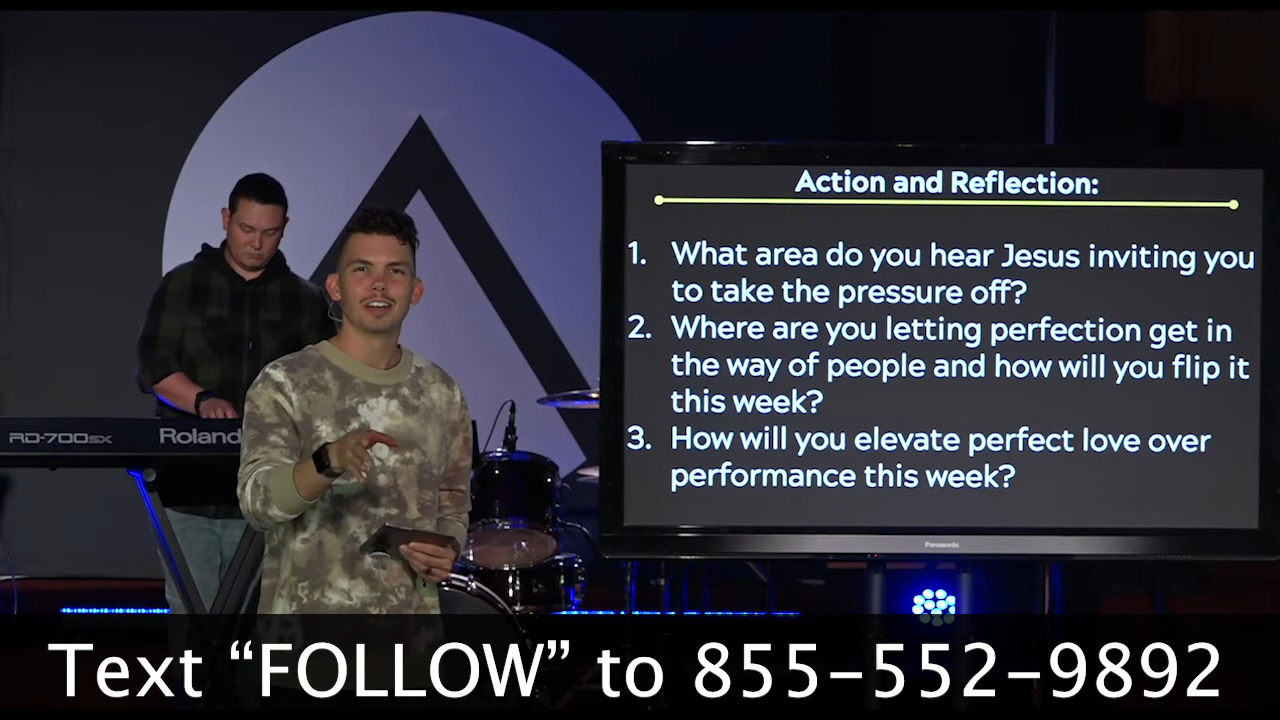 Action and Reflection:
1. What area do you hear Jesus inviting you
to take the pressure off?
2. Where are you letting perfection get in
the way of people and how will you flip it
this week?
3. How will you elevate perfect love over
performance this week?
Panasonic
RD-700SX Roland
Text “FOLLOW” to 855-552-9892